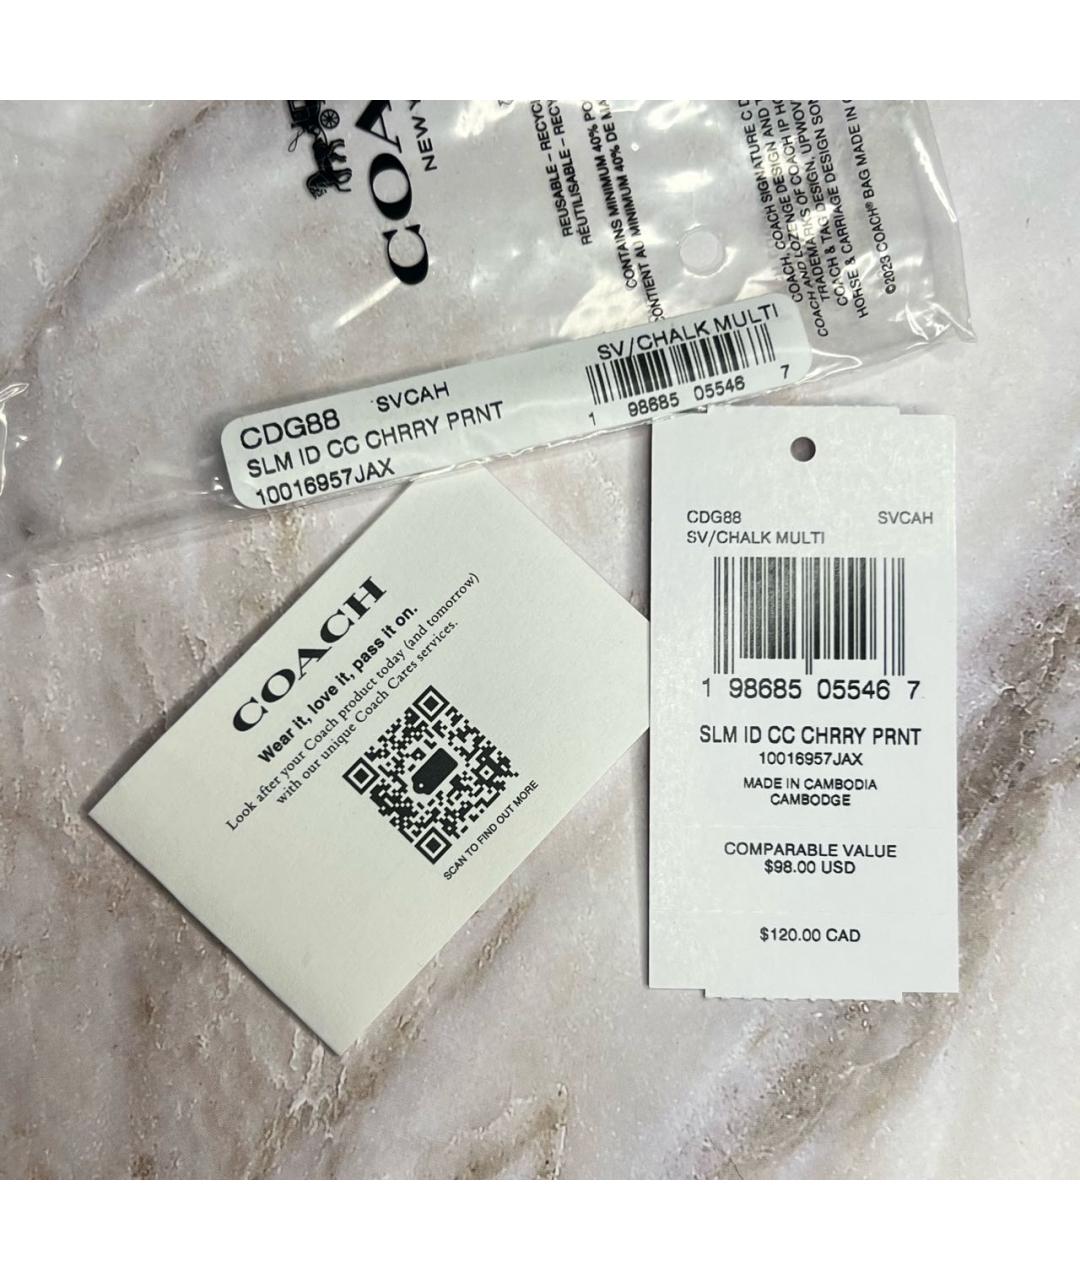 COA
NEW Y
REUSABLE – RECYC
RÉUTILISABLE – RECY
CONTAINS MINIMUM 40% PO
CONTIENT AU MINIMUM 40% DE MA
COACH, COACH SIGNATURE C D
COACH AND LOZENGE DESIGN AND
TRADEMARKS OF COACH IP HO
COACH & TAG DESIGN, UPWOV
HORSE & CARRIAGE DESIGN SON
©2023 COACH® BAG MADE IN
CDG88 SVCAH
SLM ID CC CHRRY PRNT
10016957JAX
SV/CHALK MULTI
1 98685 05546 7
COACH
Wear it, love it, pass it on.
Look after your Coach product today (and tomorrow)
with our unique Coach Cares services.
SCAN TO FIND OUT MORE
CDG88 SVCAH
SV/CHALK MULTI
1 98685 05546 7
SLM ID CC CHRRY PRNT
10016957JAX
MADE IN CAMBODIA
CAMBODGE
COMPARABLE VALUE
$98.00 USD
$120.00 CAD